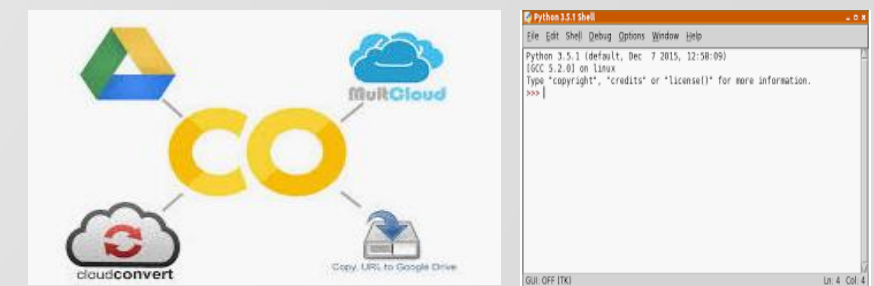 MultCloud
CO
cloudconvert
Copy, URL to Google Drive
Python 3.5.1 Shell
File Edit Shell Debug Options Window Help
Python 3.5.1 (default, Dec 7 2015, 12:58:09)
[GCC 5.2.0] on linux
Type "copyright", "credits" or "license()" for more information.
>>>
GUI: OFF (TK)
Ln: 4 Col: 4